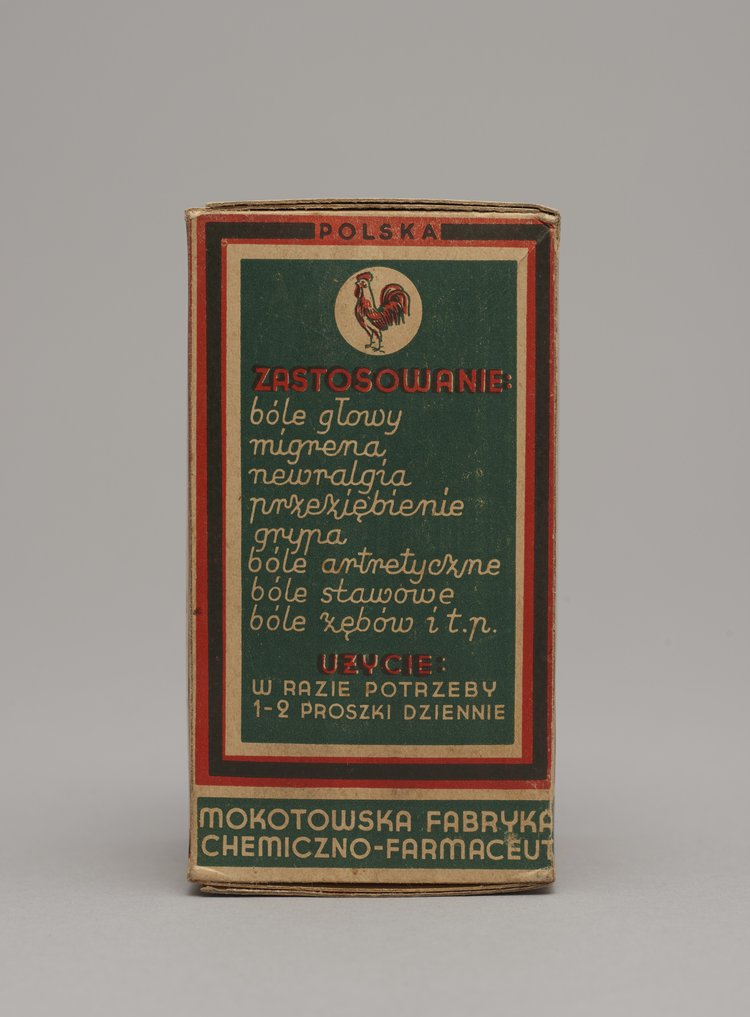 POLSKA
ZASTOSOWANIE:
bóle głowy
migrena
newralgia
przeziębienie
grypa
bóle artretyczne
bóle stawowe
bóle zębów i t.p.
UŻYCIE:
W RAZIE POTRZEBY
1-2 PROSZKI DZIENNIE
MOKOTOWSKA FABRYKA
CHEMICZNO-FARMACEUT